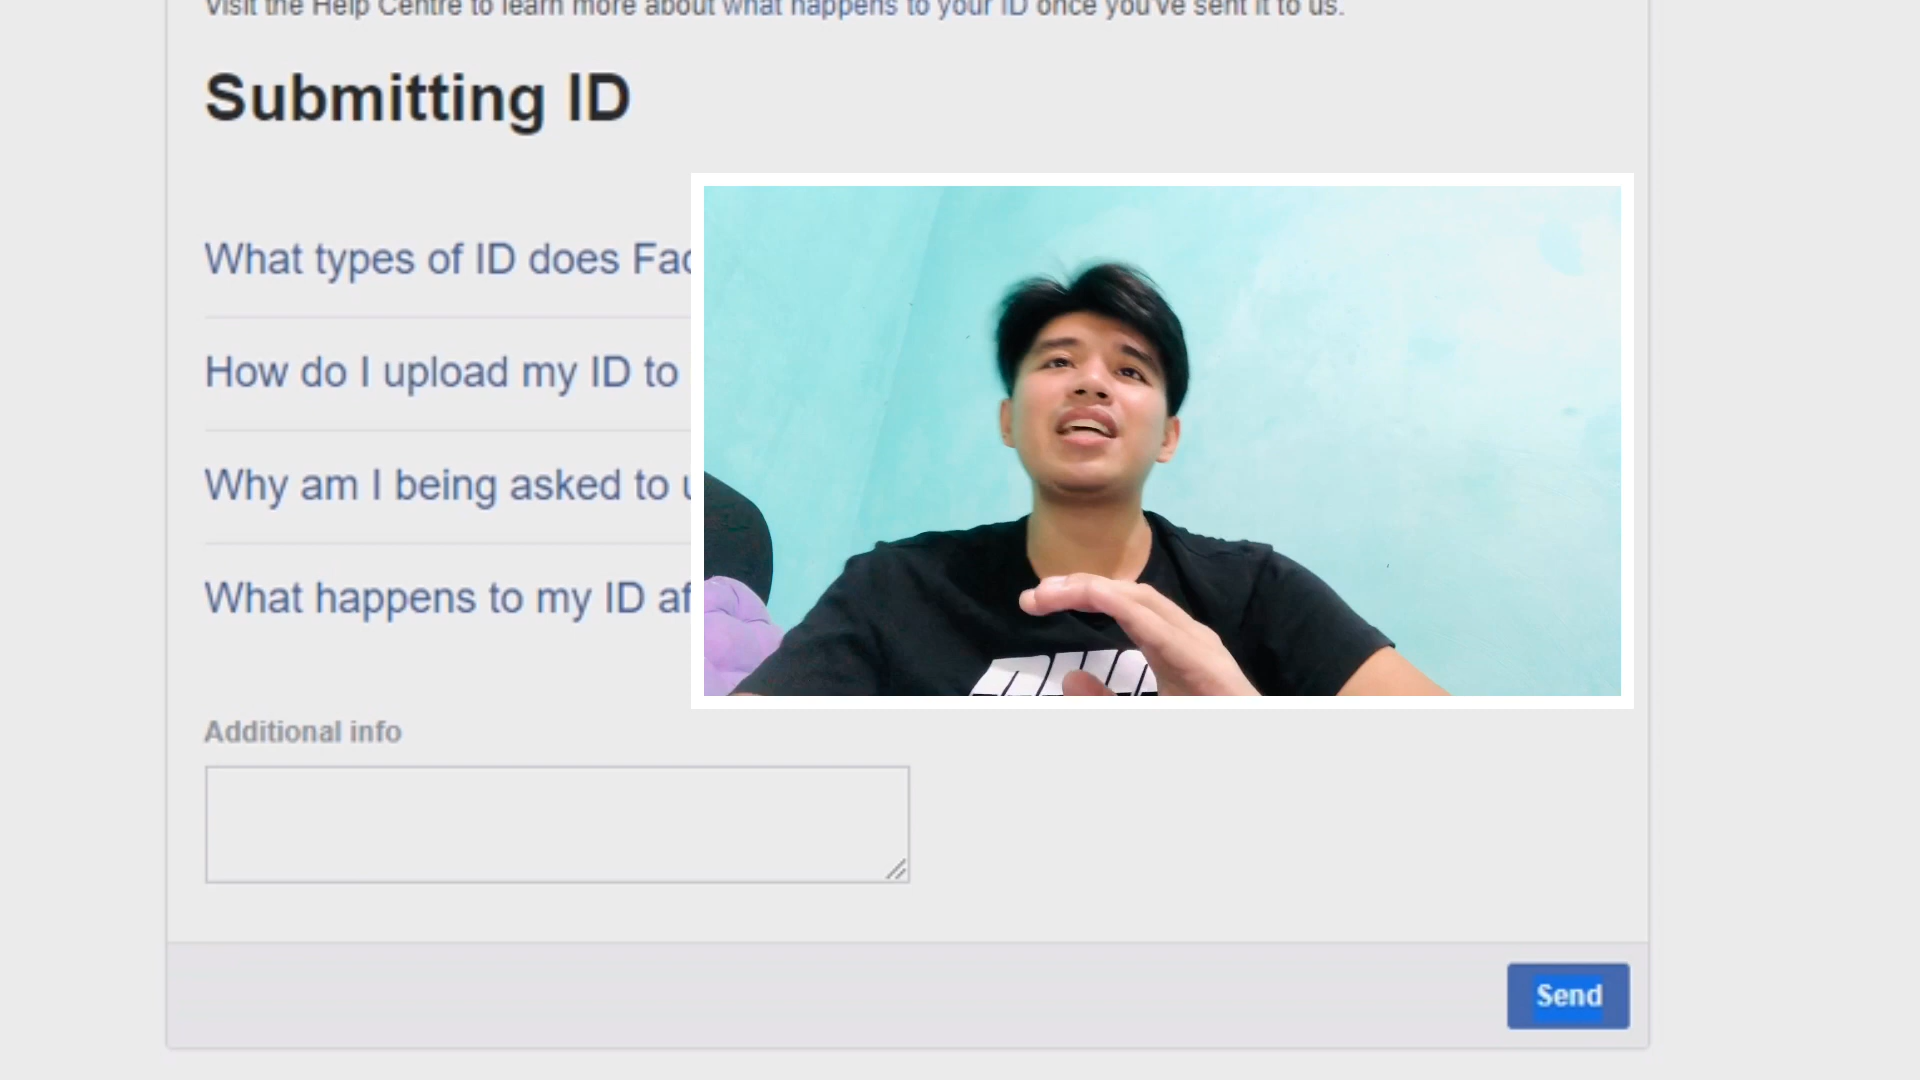 Visit the Help Centre to learn more about what happens to your ID once you've sent it to us.
Submitting ID
What types of ID does Fac
How do I upload my ID to
Why am I being asked to u
What happens to my ID af
Additional info
Send